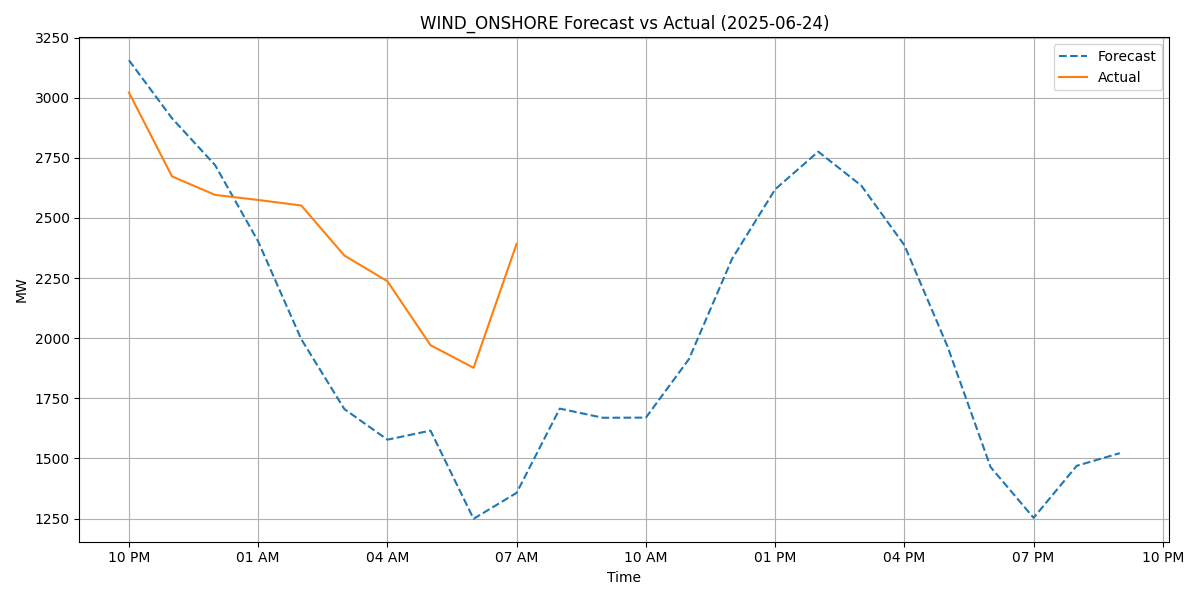 WIND_ONSHORE Forecast vs Actual (2025-06-24)
3250
3000
2750
2500
2250
2000
1750
1500
1250
MW
Forecast
Actual
10 PM 01 AM 04 AM 07 AM 10 AM 01 PM 04 PM 07 PM 10 PM
Time